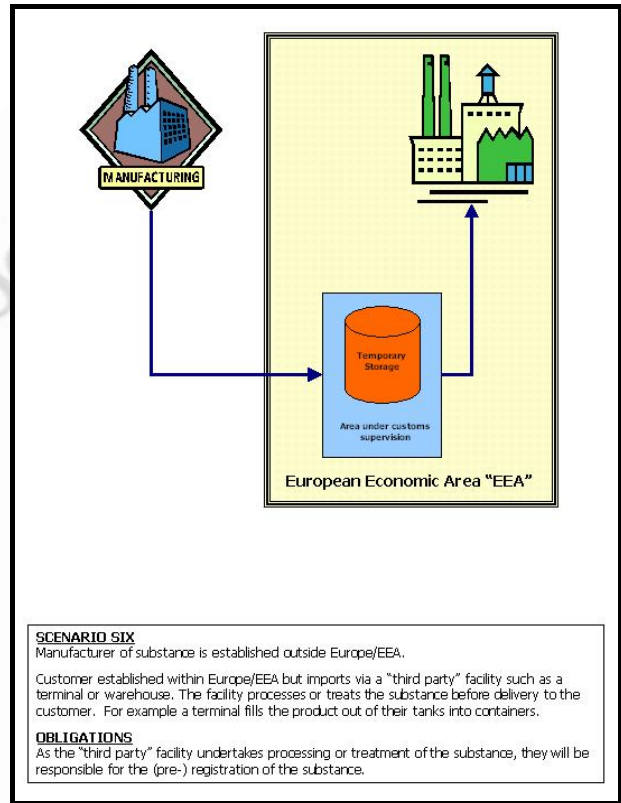 MANUFACTURING
Temporary
Storage
Area under customs
supervision
European Economic Area "EEA"
SCENARIO SIX
Manufacturer of substance is established outside Europe/EEA.
Customer established within Europe/EEA but imports via a "third party" facility such as a
terminal or warehouse. The facility processes or treats the substance before delivery to the
customer. For example a terminal fills the product out of their tanks into containers.
OBLIGATIONS
As the "third party" facility undertakes processing or treatment of the substance, they will be
responsible for the (pre-) registration of the substance.